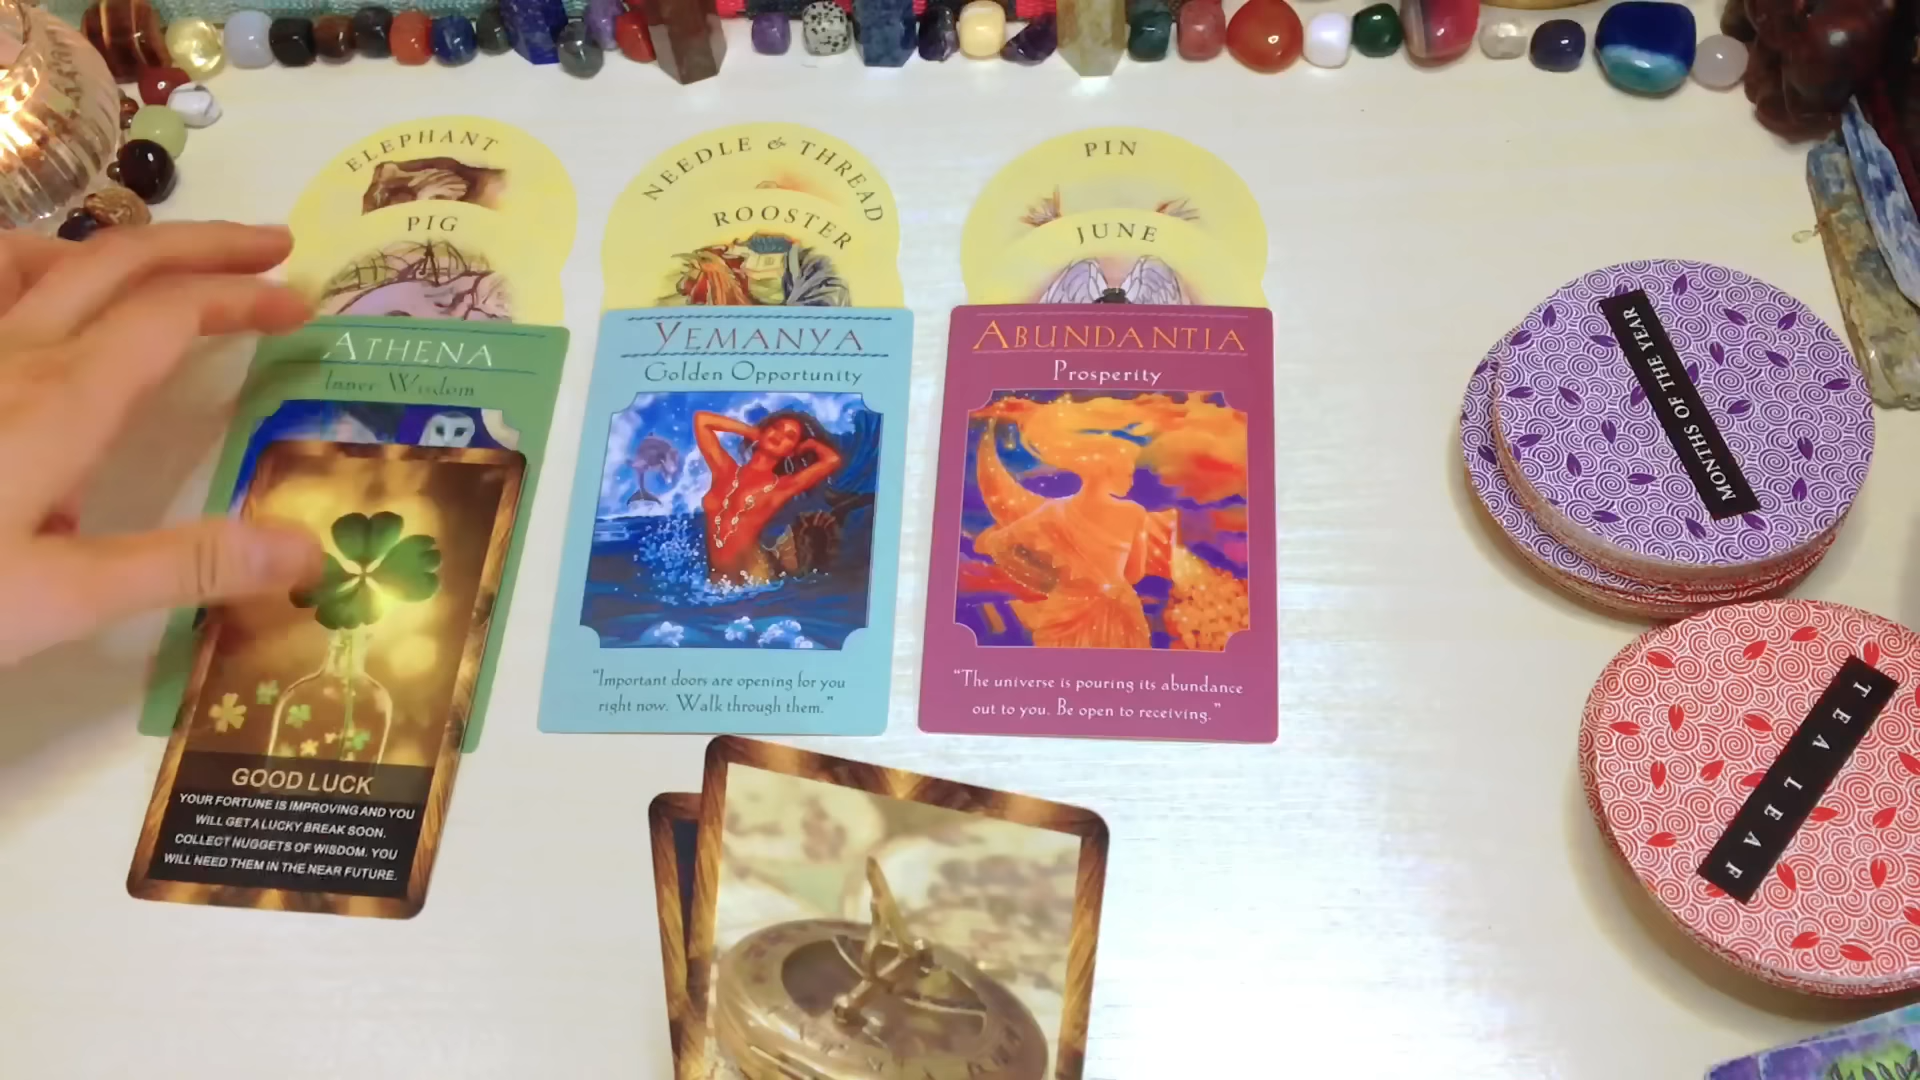 ELEPHANT
PIG
ATHENA
Inner Wisdom
GOOD LUCK
YOUR FORTUNE IS IMPROVING AND YOU
WILL GET A LUCKY BREAK SOON.
COLLECT NUGGETS OF WISDOM. YOU
WILL NEED THEM IN THE NEAR FUTURE.
NEEDLE & THREAD
ROOSTER
YEMANYA
Golden Opportunity
"Important doors are opening for you
right now. Walk through them."
PIN
JUNE
ABUNDANTIA
Prosperity
"The universe is pouring its abundance
out to you. Be open to receiving."
MONTHS OF THE YEAR
TEA LEAF